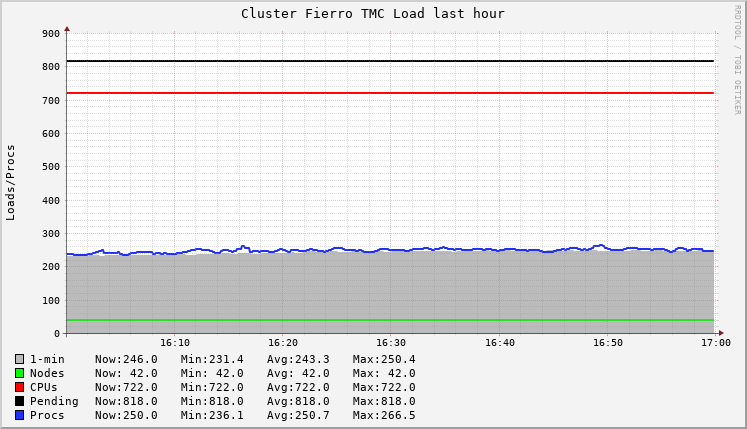 Cluster Fierro TMC Load last hour
RRDTOOL / TOBI OETIKER
Loads/Procs
900
800
700
600
500
400
300
200
100
0
16:10 16:20 16:30 16:40 16:50 17:00
1-min Now:246.0 Min:231.4 Avg:243.3 Max:250.4
Nodes Now: 42.0 Min: 42.0 Avg: 42.0 Max: 42.0
CPUs Now:722.0 Min:722.0 Avg:722.0 Max:722.0
Pending Now:818.0 Min:818.0 Avg:818.0 Max:818.0
Procs Now:250.0 Min:236.1 Avg:250.7 Max:266.5